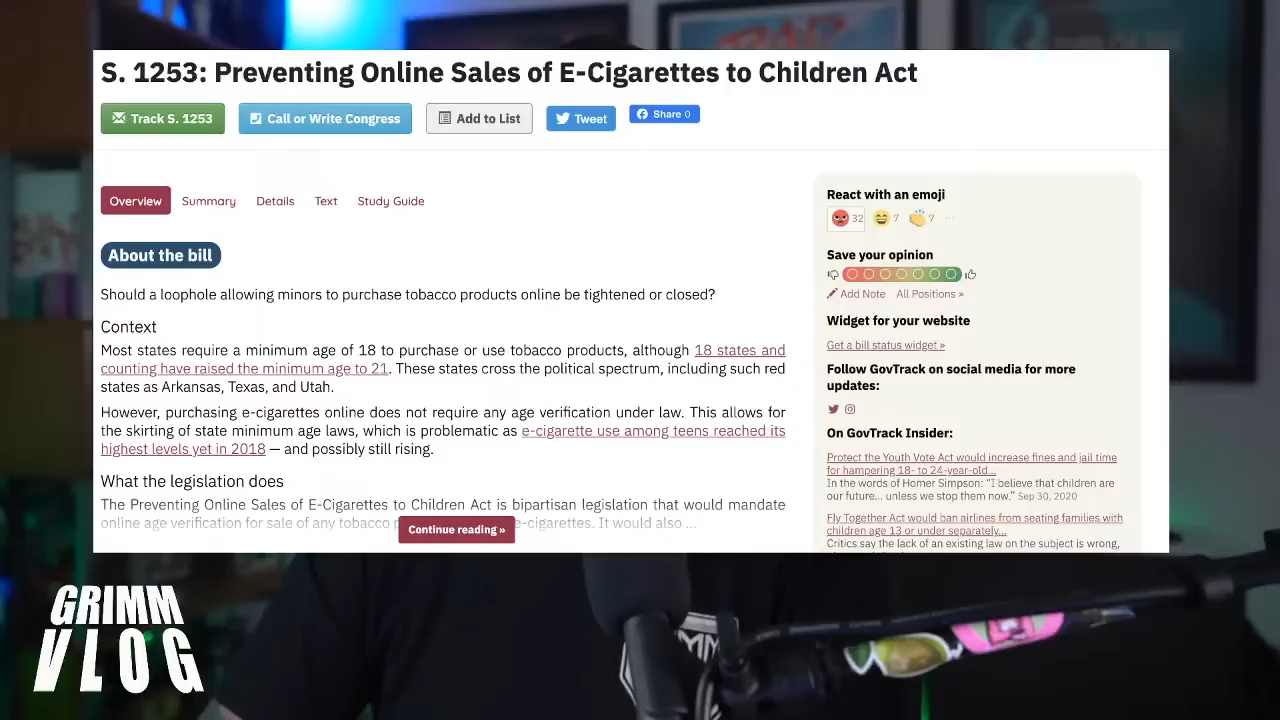 S. 1253: Preventing Online Sales of E-Cigarettes to Children Act
Track S. 1253
Call or Write Congress
Add to List
Tweet
Share 0
Overview
Summary
Details
Text
Study Guide
About the bill
Should a loophole allowing minors to purchase tobacco products online be tightened or closed?
Context
Most states require a minimum age of 18 to purchase or use tobacco products, although 18 states and
counting have raised the minimum age to 21. These states cross the political spectrum, including such red
states as Arkansas, Texas, and Utah.
However, purchasing e-cigarettes online does not require any age verification under law. This allows for
the skirting of state minimum age laws, which is problematic as e-cigarette use among teens reached its
highest levels yet in 2018 — and possibly still rising.
What the legislation does
The Preventing Online Sales of E-Cigarettes to Children Act is bipartisan legislation that would mandate
online age verification for sale of any tobacco e-cigarettes. It would also ...
Continue reading »
React with an emoji
32 7 7 ...
Save your opinion
Add Note All Positions »
Widget for your website
Get a bill status widget »
Follow GovTrack on social media for more
updates:
On GovTrack Insider:
Protect the Youth Vote Act would increase fines and jail time
for hampering 18- to 24-year-old...
In the words of Homer Simpson: “I believe that children are
our future... unless we stop them now.” Sep 30, 2020
Fly Together Act would ban airlines from seating families with
children age 13 or under separately...
Critics say the lack of an existing law on the subject is wrong,
GRIMM
VLOG